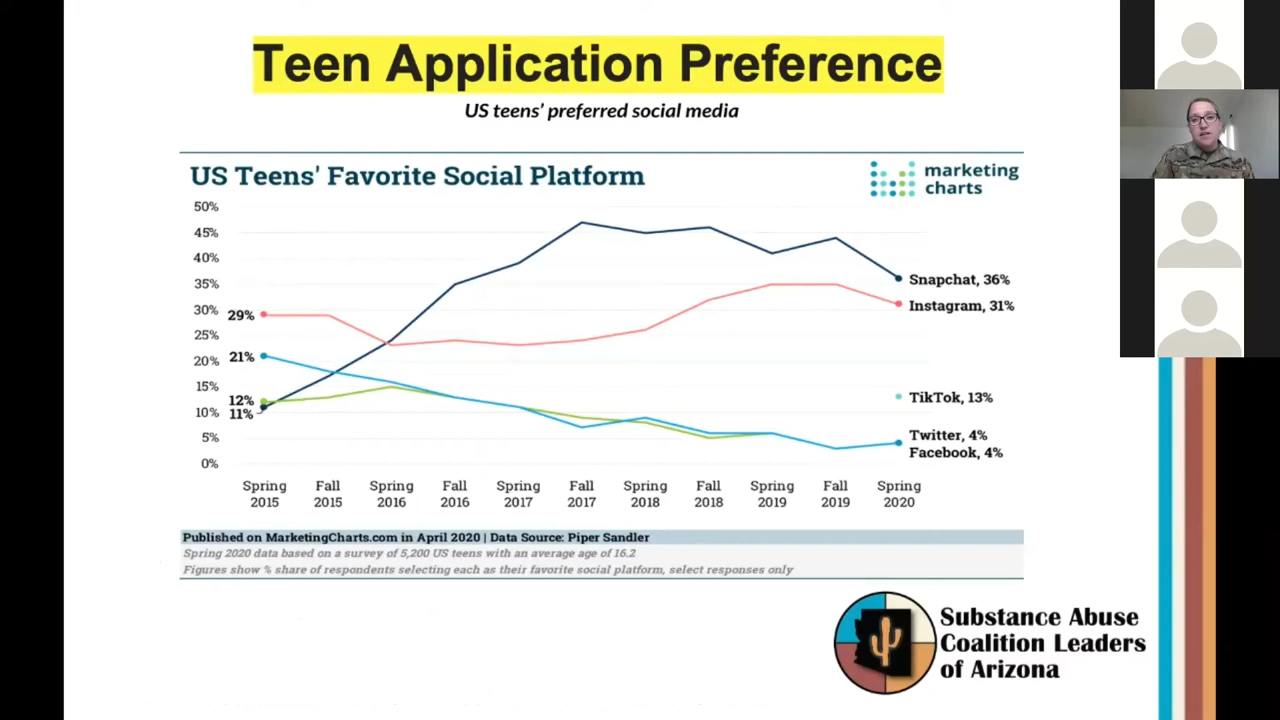 Teen Application Preference
US teens' preferred social media
US Teens' Favorite Social Platform
marketing
charts
50%
45%
40%
35%
30%
25%
20%
15%
10%
5%
0%
29%
21%
12%
11%
Snapchat, 36%
Instagram, 31%
TikTok, 13%
Twitter, 4%
Facebook, 4%
Spring Fall Spring Fall Spring Fall Spring Fall Spring Fall Spring
2015 2015 2016 2016 2017 2017 2018 2018 2019 2019 2020
Published on MarketingCharts.com in April 2020 | Data Source: Piper Sandler
Spring 2020 data based on a survey of 5,200 US teens with an average age of 16.2
Figures show % share of respondents selecting each as their favorite social platform, select responses only
Substance Abuse
Coalition Leaders
of Arizona